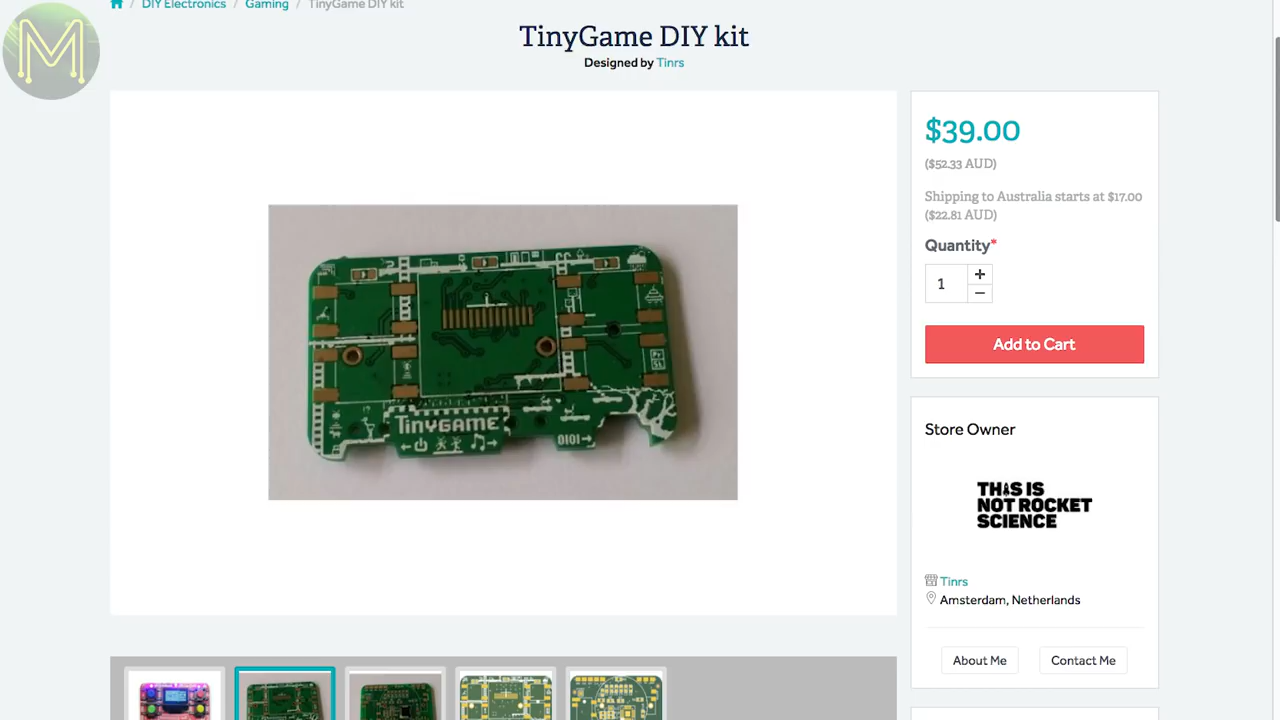 M
/ DIY Electronics / Gaming / TinyGame DIY kit
TinyGame DIY kit
Designed by Tinrs
$39.00
($52.33 AUD)
Shipping to Australia starts at $17.00
($22.81 AUD)
Quantity*
1
+
−
Add to Cart
TINYGAME
0101
Store Owner
THIS IS
NOT ROCKET
SCIENCE
Tinrs
Amsterdam, Netherlands
About Me
Contact Me